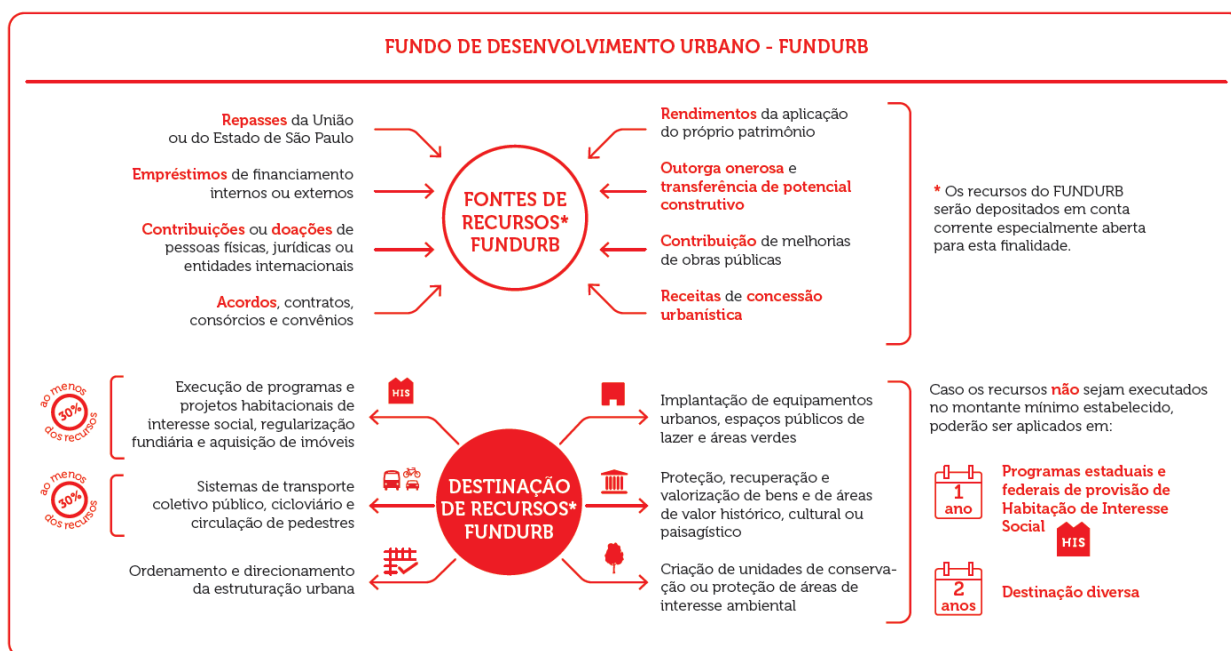 FUNDO DE DESENVOLVIMENTO URBANO - FUNDURB
Repasses da União
ou do Estado de São Paulo
Empréstimos de financiamento
internos ou externos
Contribuições ou doações de
pessoas físicas, jurídicas ou
entidades internacionais
Acordos, contratos,
consórcios e convênios
FONTES DE
RECURSOS*
FUNDURB
Rendimentos da aplicação
do próprio patrimônio
Outorga onerosa e
transferência de potencial
construtivo
Contribuição de melhorias
de obras públicas
Receitas de concessão
urbanística
* Os recursos do FUNDURB
serão depositados em conta
corrente especialmente aberta
para esta finalidade.
ao menos
30%
dos recursos
Execução de programas e
projetos habitacionais de
interesse social, regularização
fundiária e aquisição de imóveis
HIS
ao menos
30%
dos recursos
Sistemas de transporte
coletivo público, cicloviário e
circulação de pedestres
Ordenamento e direcionamento
da estruturação urbana
DESTINAÇÃO
DE RECURSOS*
FUNDURB
Implantação de equipamentos
urbanos, espaços públicos de
lazer e áreas verdes
Proteção, recuperação e
valorização de bens e de áreas
de valor histórico, cultural ou
paisagístico
Criação de unidades de conserva-
ção ou proteção de áreas de
interesse ambiental
Caso os recursos não sejam executados
no montante mínimo estabelecido,
poderão ser aplicados em:
1
ano
Programas estaduais e
federais de provisão de
Habitação de Interesse
Social
HIS
2
anos
Destinação diversa